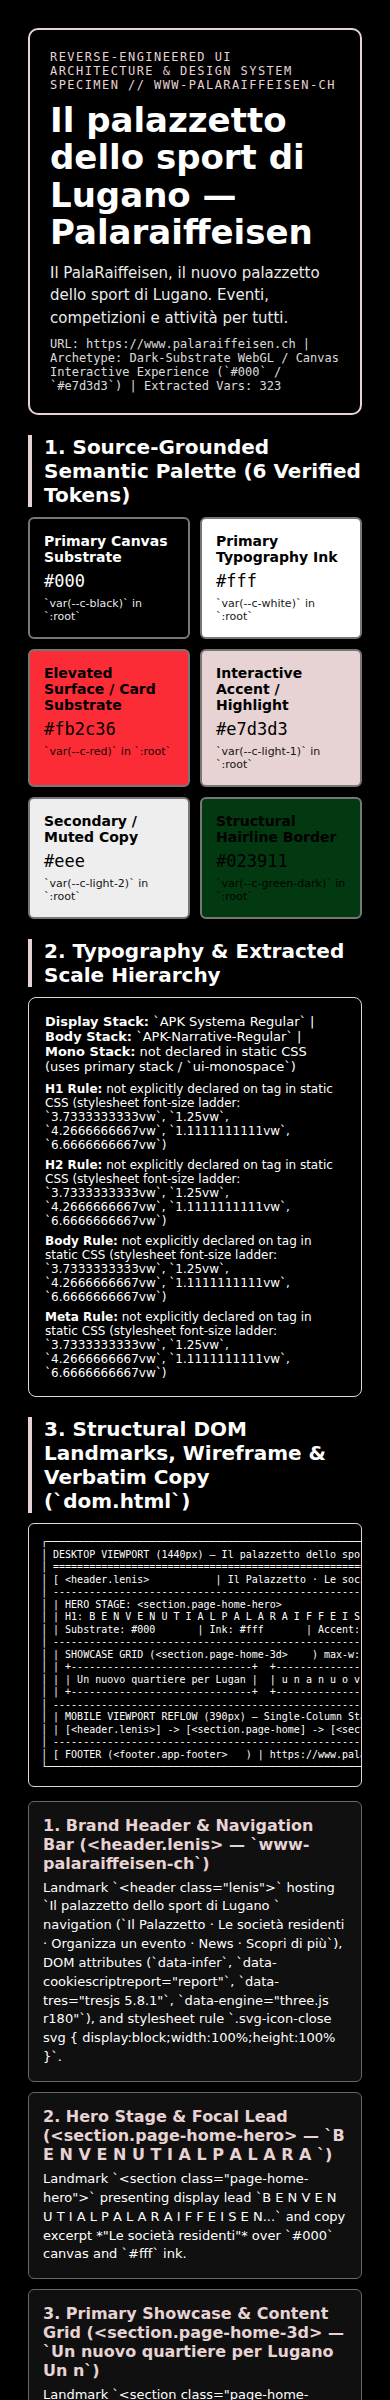 REVERSE-ENGINEERED UI
ARCHITECTURE & DESIGN SYSTEM
SPECIMEN // WWW-PALARAIFFEISEN-CH
Il palazzetto
dello sport di
Lugano —
Palaraiffeisen
Il PalaRaiffeisen, il nuovo palazzetto
dello sport di Lugano. Eventi,
competizioni e attività per tutti.
URL: https://www.palaraiffeisen.ch |
Archetype: Dark-Substrate WebGL / Canvas
Interactive Experience (`#000` /
`#e7d3d3`) | Extracted Vars: 323
1. Source-Grounded
Semantic Palette (6 Verified
Tokens)
Primary Canvas
Substrate
#000
`var(--c-black)` in
`:root`
Primary
Typography Ink
#fff
`var(--c-white)` in
`:root`
Elevated
Surface / Card
Substrate
#fb2c36
`var(--c-red)` in `:root`
Interactive
Accent /
Highlight
#e7d3d3
`var(--c-light-1)` in
`:root`
Secondary /
Muted Copy
#eee
`var(--c-light-2)` in
`:root`
Structural
Hairline Border
#023911
`var(--c-green-dark)` in
`:root`
2. Typography & Extracted
Scale Hierarchy
Display Stack: `APK Systema Regular` |
Body Stack: `APK-Narrative-Regular` |
Mono Stack: not declared in static CSS
(uses primary stack / `ui-monospace`)
H1 Rule: not explicitly declared on tag in static
CSS (stylesheet font-size ladder:
`3.7333333333vw`, `1.25vw`,
`4.2666666667vw`, `1.1111111111vw`,
`6.6666666667vw`)
H2 Rule: not explicitly declared on tag in static
CSS (stylesheet font-size ladder:
`3.7333333333vw`, `1.25vw`,
`4.2666666667vw`, `1.1111111111vw`,
`6.6666666667vw`)
Body Rule: not explicitly declared on tag in
static CSS (stylesheet font-size ladder:
`3.7333333333vw`, `1.25vw`,
`4.2666666667vw`, `1.1111111111vw`,
`6.6666666667vw`)
Meta Rule: not explicitly declared on tag in
static CSS (stylesheet font-size ladder:
`3.7333333333vw`, `1.25vw`,
`4.2666666667vw`, `1.1111111111vw`,
`6.6666666667vw`)
3. Structural DOM
Landmarks, Wireframe &
Verbatim Copy
(`dom.html`)
DESKTOP VIEWPORT (1440px) — Il palazzetto dello spo
[ <header.lenis> | Il Palazzetto · Le soc
| HERO STAGE: <section.page-home-hero>
| H1: B E N V E N U T I A L P A L A R A I F F E I S
| Substrate: #000 | Ink: #fff | Accent:
| SHOWCASE GRID (<section.page-home-3d> ) max-w:
| +------------------------------+ +--------------
| | Un nuovo quartiere per Lugan | | u n a n u o v
| +------------------------------+ +--------------
| MOBILE VIEWPORT REFLOW (390px) — Single-Column St
| [<header.lenis>] -> [<section.page-home] -> [<sec
[ FOOTER (<footer.app-footer> ) | https://www.pal
1. Brand Header & Navigation
Bar (<header.lenis> — `www-
palaraiffeisen-ch`)
Landmark `<header class="lenis">` hosting
`Il palazzetto dello sport di Lugano `
navigation (`Il Palazzetto · Le società residenti
· Organizza un evento · News · Scopri di più`),
DOM attributes (`data-infer`, `data-
cookiescriptreport="report"`, `data-
tres="tresjs 5.8.1"`, `data-engine="three.js
r180"`), and stylesheet rule `.svg-icon-close
svg { display:block;width:100%;height:100%
}`.
2. Hero Stage & Focal Lead
(<section.page-home-hero> — `B
E N V E N U T I A L P A L A R A `)
Landmark `<section class="page-home-
hero">` presenting display lead `B E N V E N
U T I A L P A L A R A I F F E I S E N...` and copy
excerpt *"Le società residenti"* over `#000`
canvas and `#fff` ink.
3. Primary Showcase & Content
Grid (<section.page-home-3d> —
`Un nuovo quartiere per Lugano
Un n`)
Landmark `<section class="page-home-